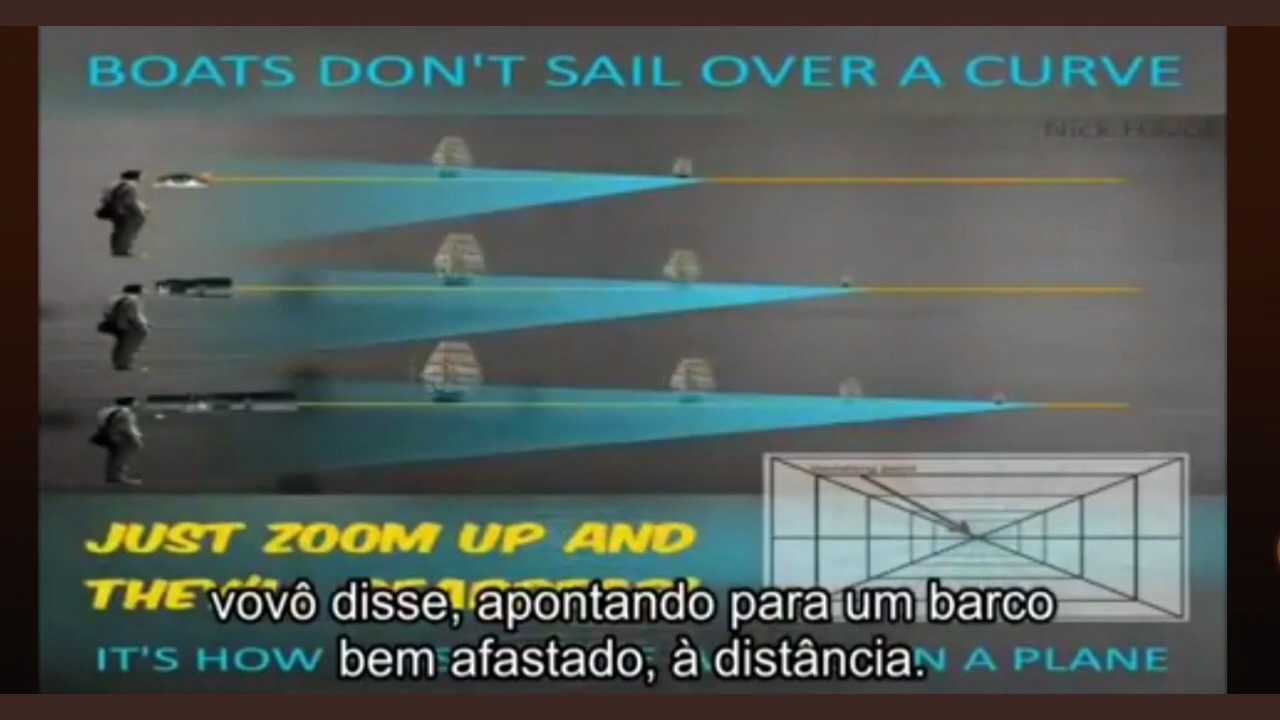 BOATS DON'T SAIL OVER A CURVE
JUST ZOOM UP AND
vóvô disse, apontando para um barco
IT'S HOW
N A PLANE
bem afastado, à distância.